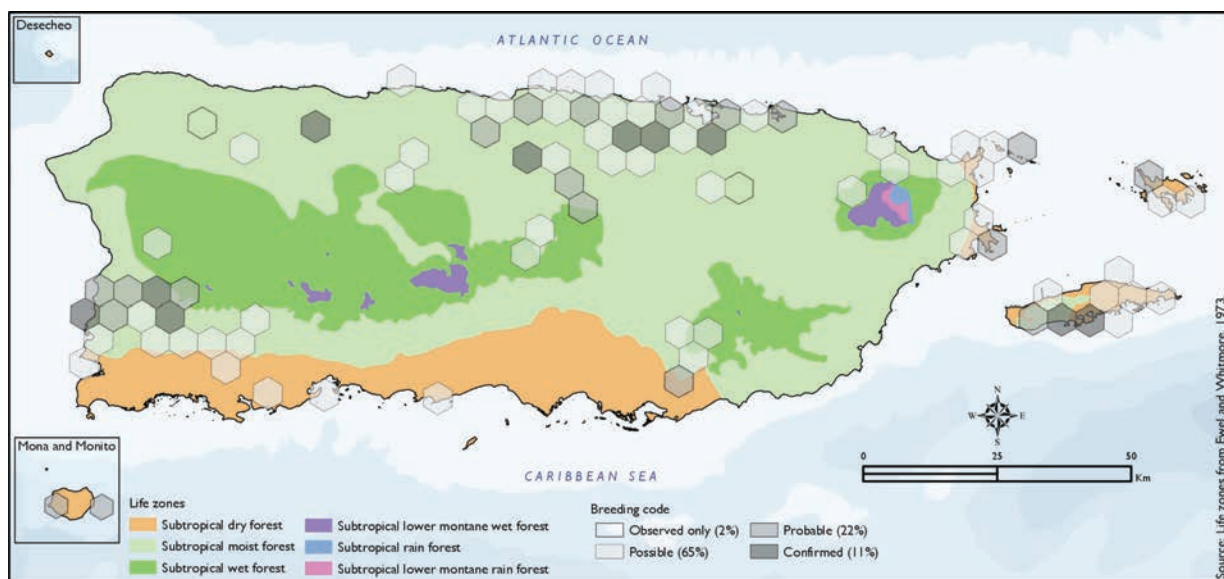 Desecheo
ATLANTIC OCEAN
N
W E
S
0 25 50
Km
Mona and Monito
CARIBBEAN SEA
Life zones
Subtropical dry forest
Subtropical moist forest
Subtropical wet forest
Subtropical lower montane wet forest
Subtropical rain forest
Subtropical lower montane rain forest
Breeding code
Observed only (2%)
Possible (65%)
Probable (22%)
Confirmed (11%)
Source: Life zones from Ewel and Whitmore, 1973.